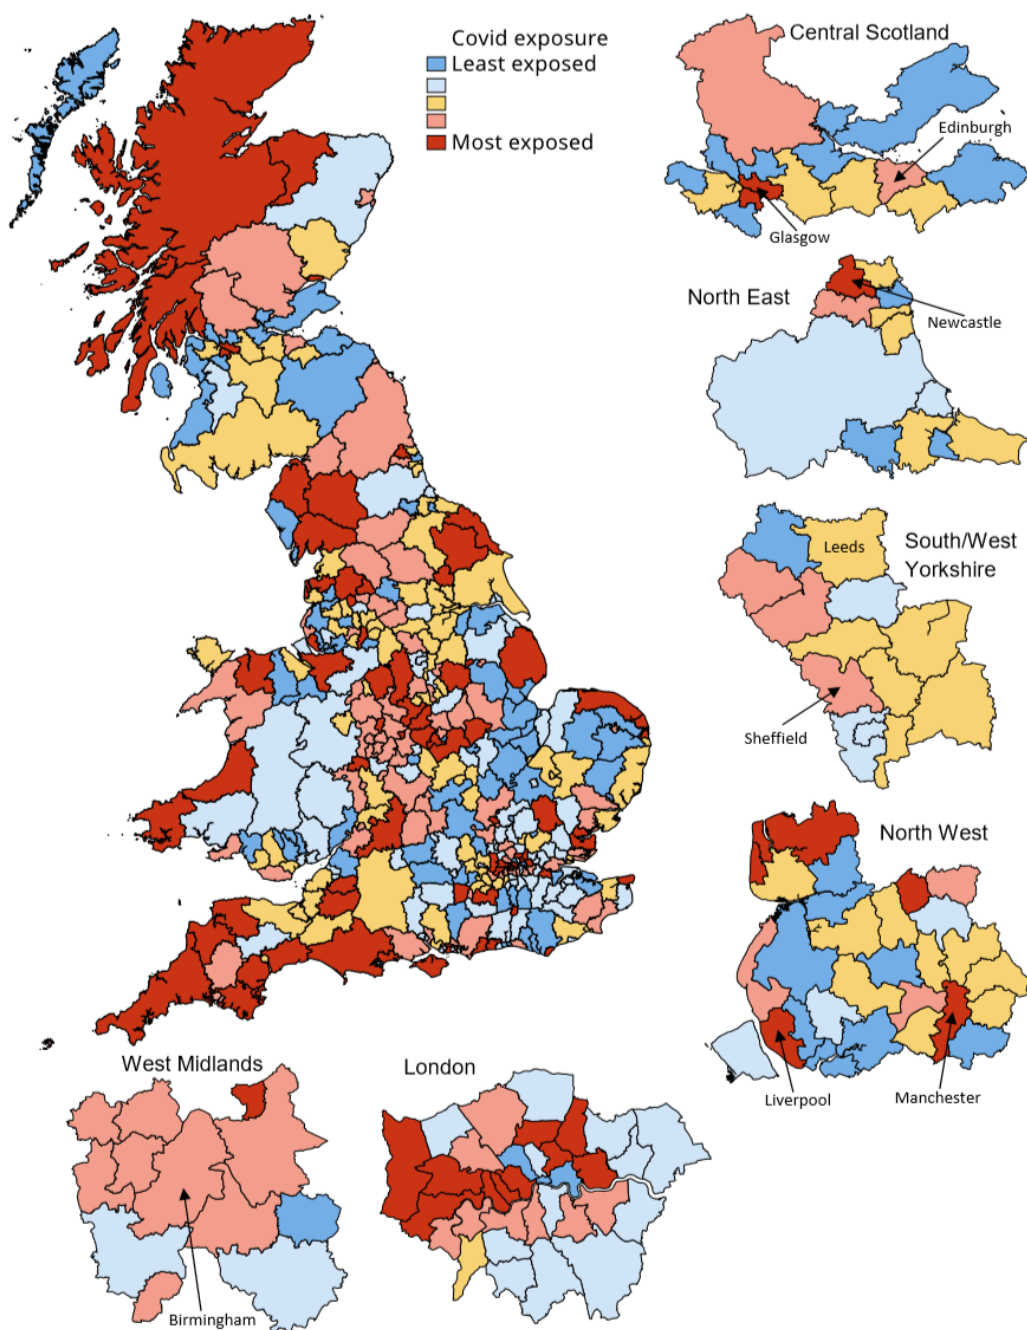 Covid exposure
Least exposed
Most exposed
Central Scotland
Edinburgh
Glasgow
North East
Newcastle
South/West
Yorkshire
Leeds
Sheffield
North West
Liverpool
Manchester
West Midlands
Birmingham
London